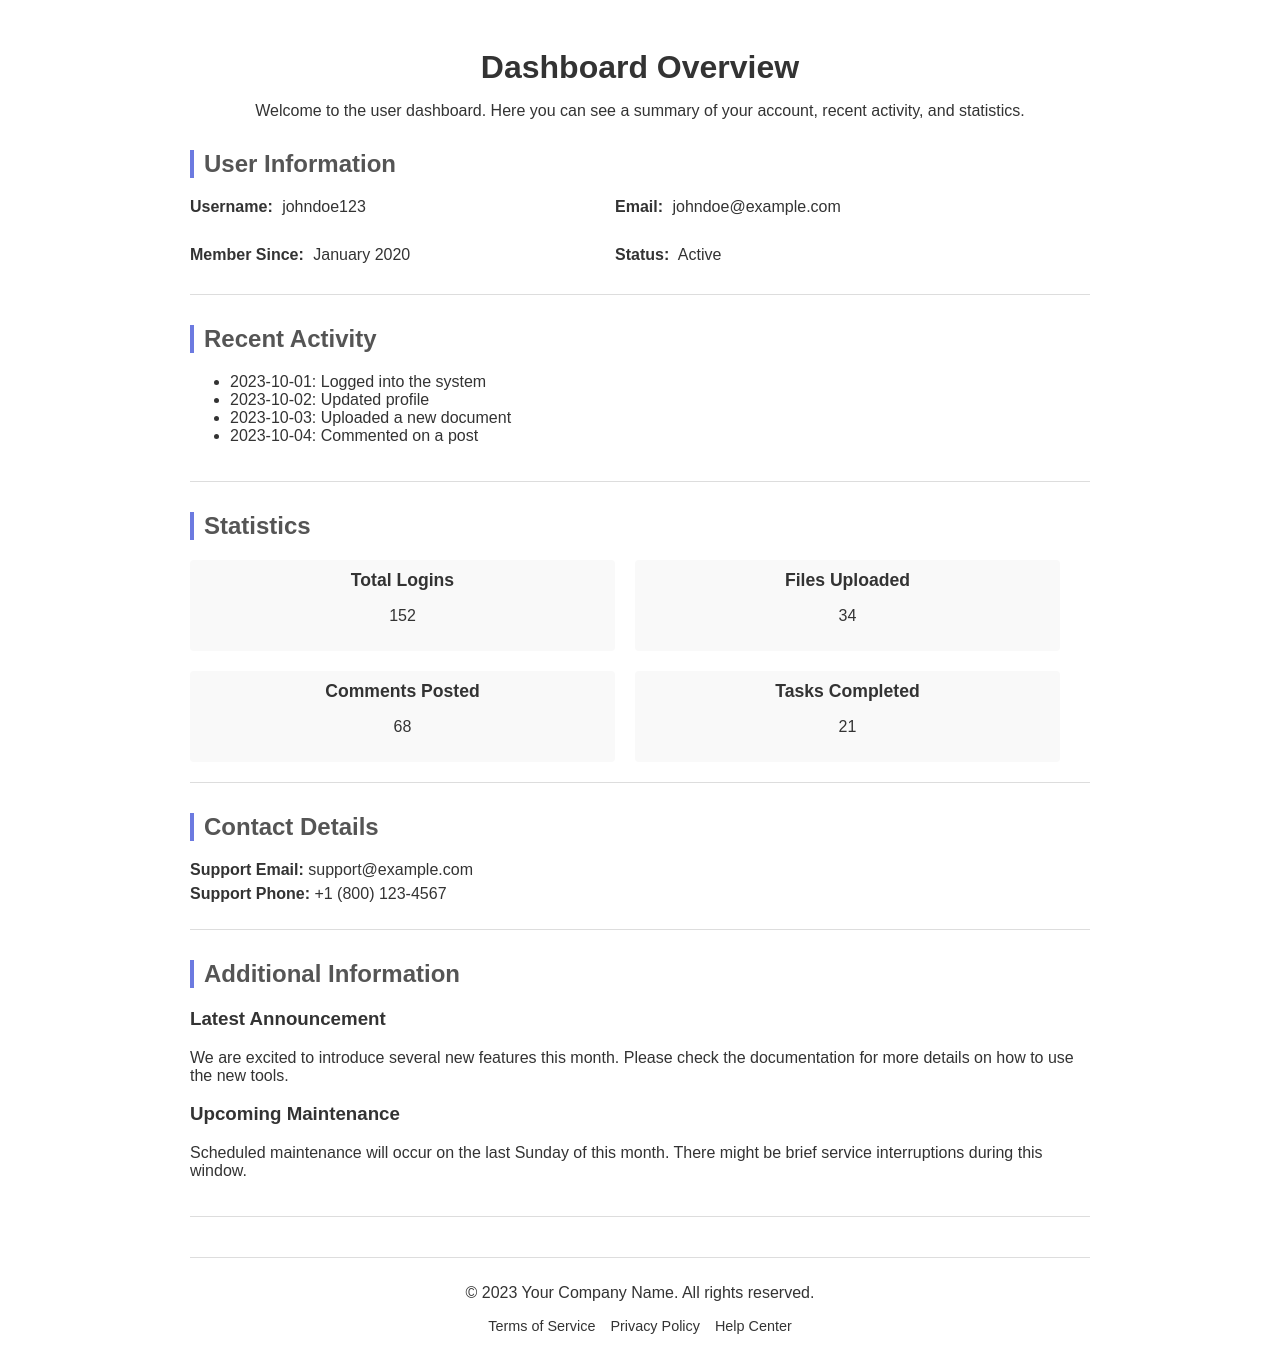 Dashboard Overview
Welcome to the user dashboard. Here you can see a summary of your account, recent activity, and statistics.
User Information
Username: johndoe123 Email: johndoe@example.com
Member Since: January 2020 Status: Active
Recent Activity
2023-10-01: Logged into the system
2023-10-02: Updated profile
2023-10-03: Uploaded a new document
2023-10-04: Commented on a post
Statistics
Total Logins
152
Files Uploaded
34
Comments Posted
68
Tasks Completed
21
Contact Details
Support Email: support@example.com
Support Phone: +1 (800) 123-4567
Additional Information
Latest Announcement
We are excited to introduce several new features this month. Please check the documentation for more details on how to use
the new tools.
Upcoming Maintenance
Scheduled maintenance will occur on the last Sunday of this month. There might be brief service interruptions during this
window.
© 2023 Your Company Name. All rights reserved.
Terms of Service Privacy Policy Help Center